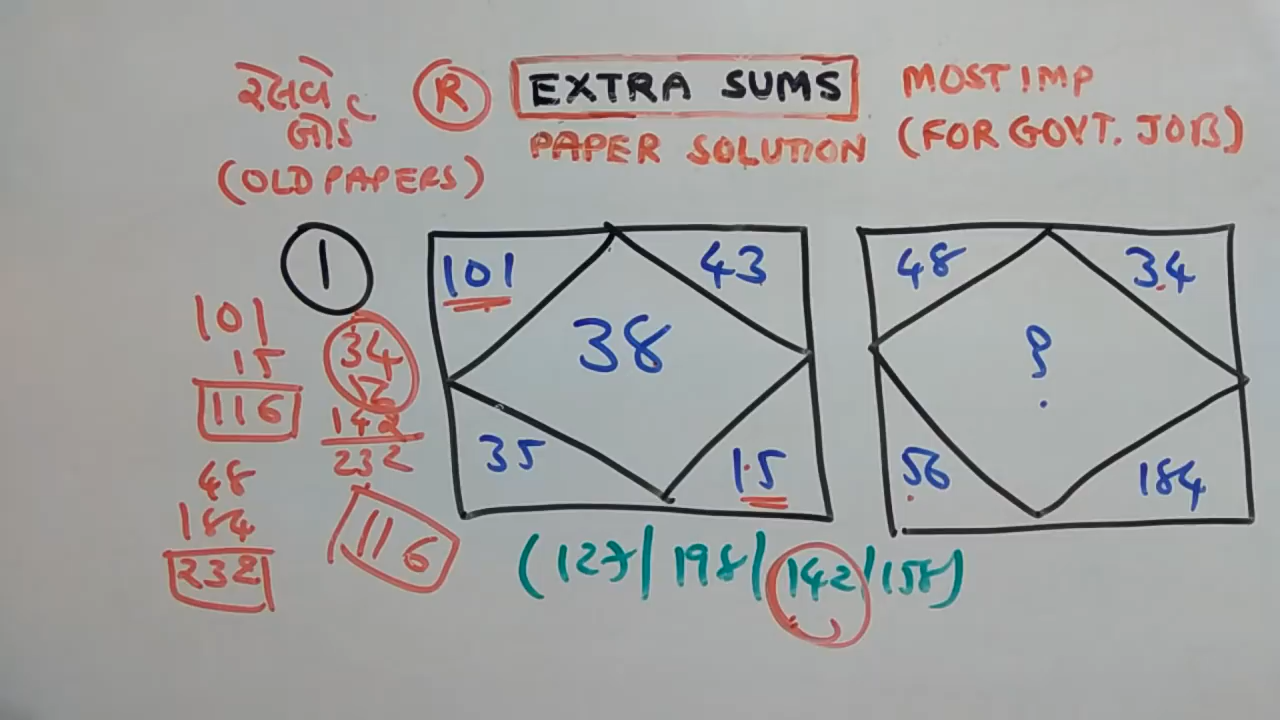 રેલવે
બોર્ડ
(OLD PAPERS)
R
EXTRA SUMS
PAPER SOLUTION
MOST IMP
(FOR GOVT. JOB)
1
101
15
116
48
184
232
34
142
232
116
101
43
38
35
15
48
34
?
56
184
(127/198/142/158)